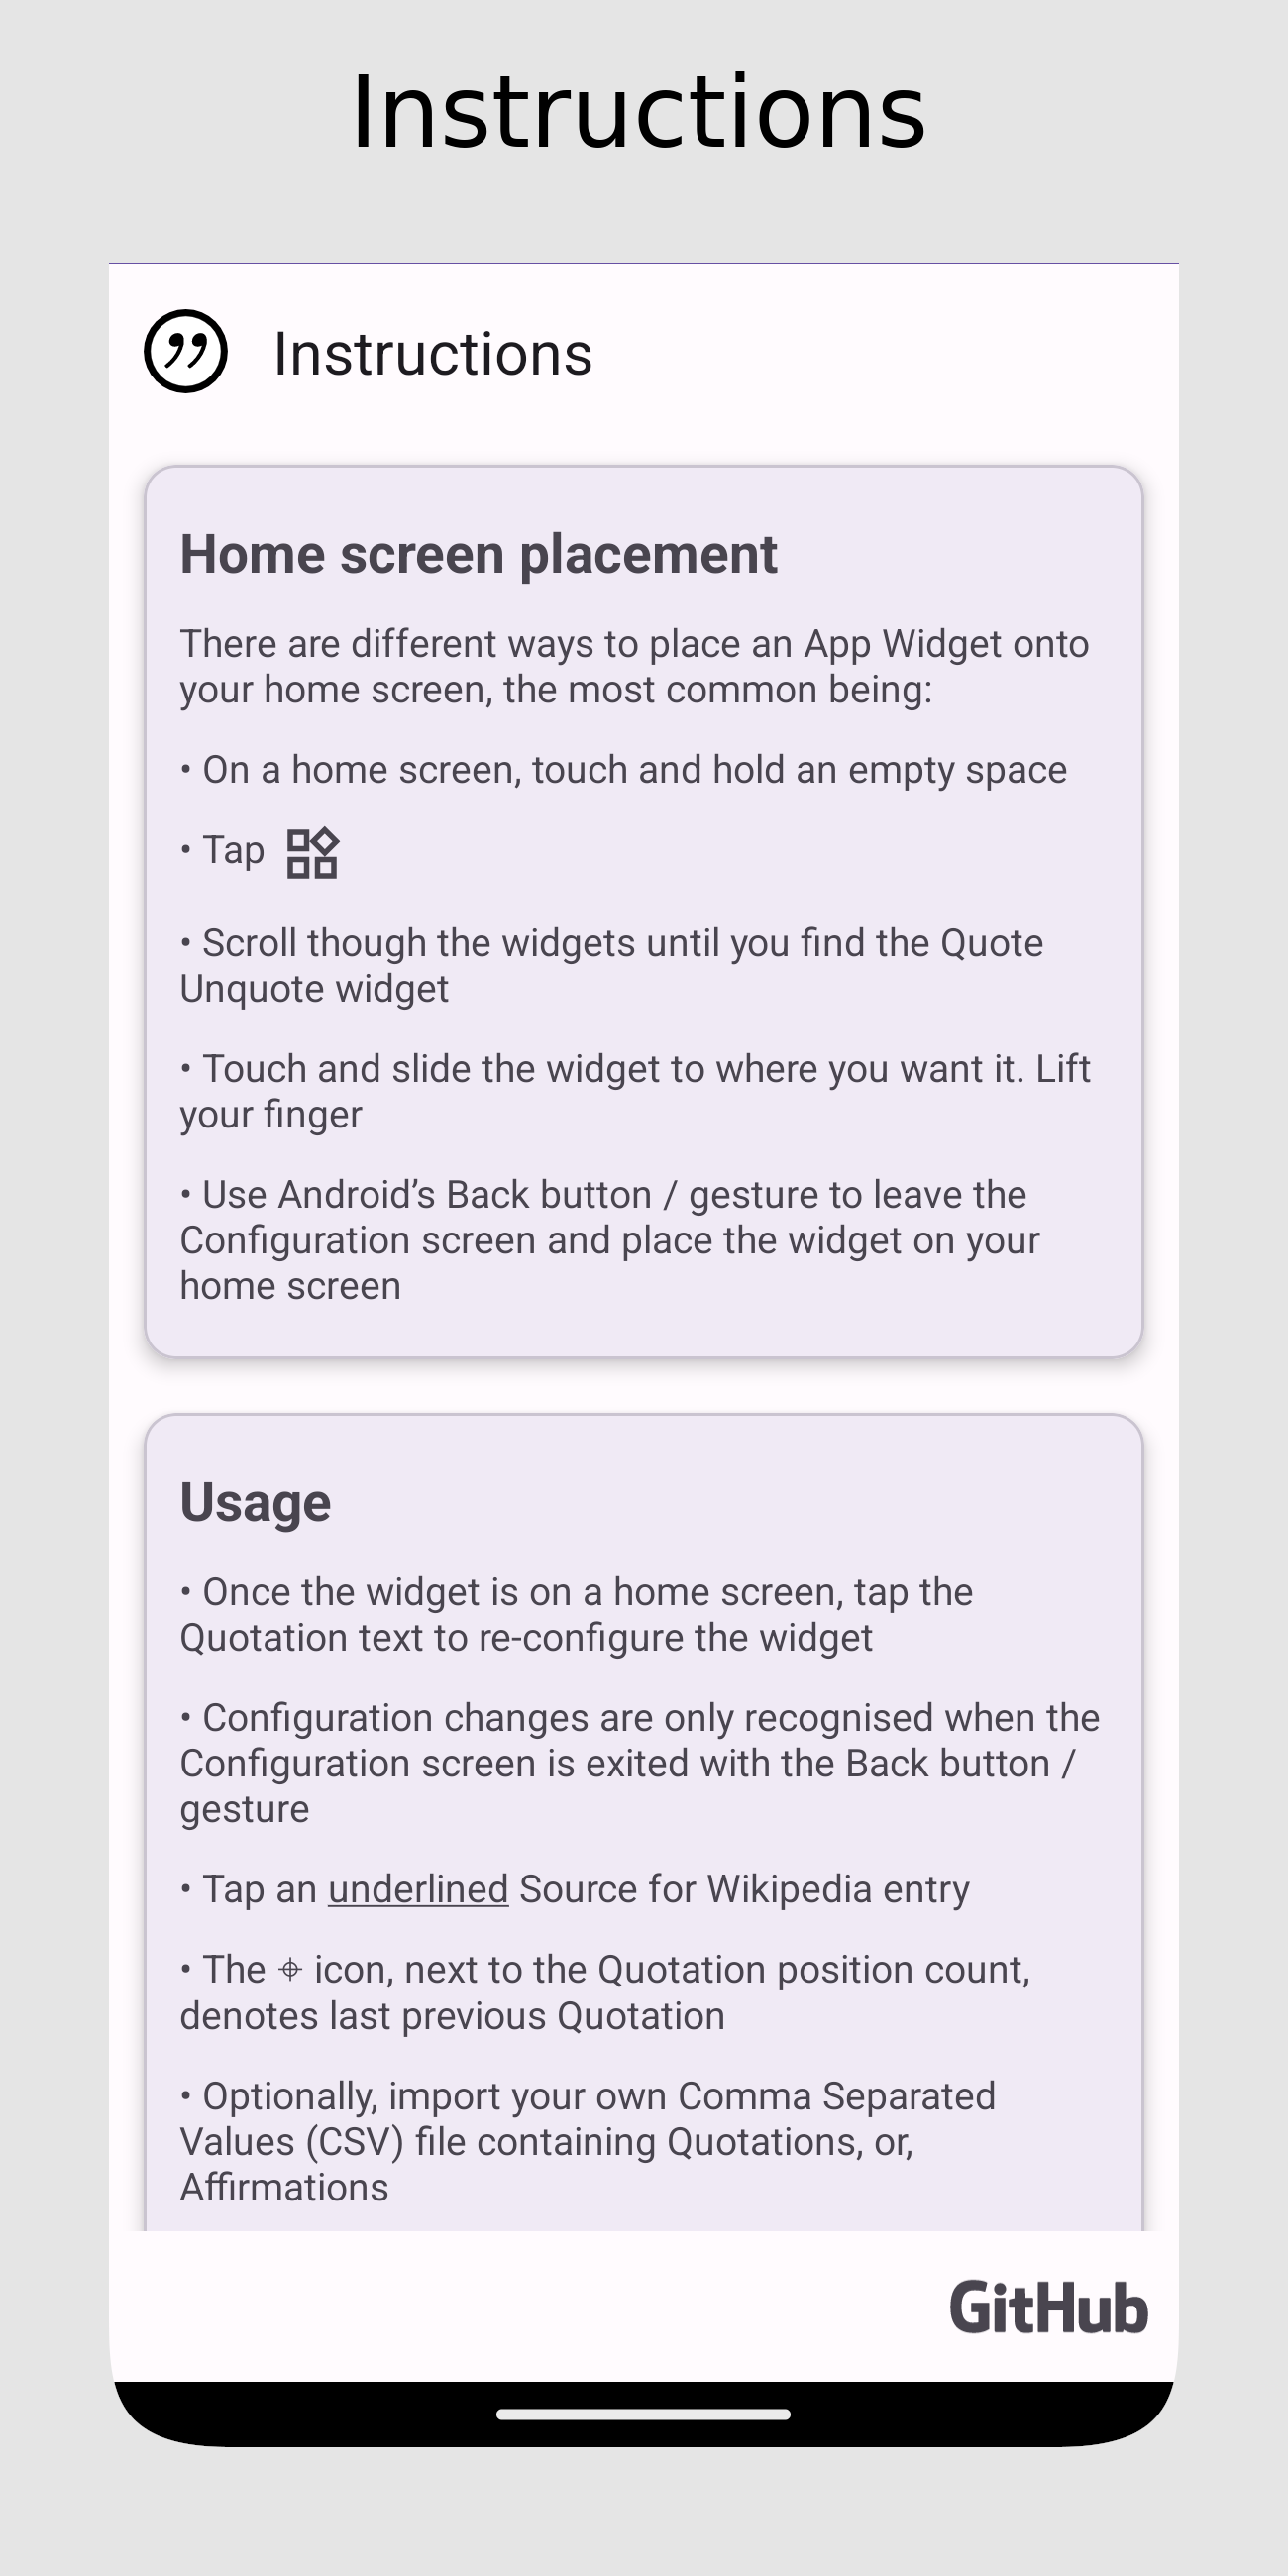 Instructions
Instructions
Home screen placement
There are different ways to place an App Widget onto
your home screen, the most common being:
• On a home screen, touch and hold an empty space
• Tap
• Scroll though the widgets until you find the Quote
Unquote widget
• Touch and slide the widget to where you want it. Lift
your finger
• Use Android’s Back button / gesture to leave the
Configuration screen and place the widget on your
home screen
Usage
• Once the widget is on a home screen, tap the
Quotation text to re-configure the widget
• Configuration changes are only recognised when the
Configuration screen is exited with the Back button /
gesture
• Tap an underlined Source for Wikipedia entry
• The ⌖ icon, next to the Quotation position count,
denotes last previous Quotation
• Optionally, import your own Comma Separated
Values (CSV) file containing Quotations, or,
Affirmations
GitHub